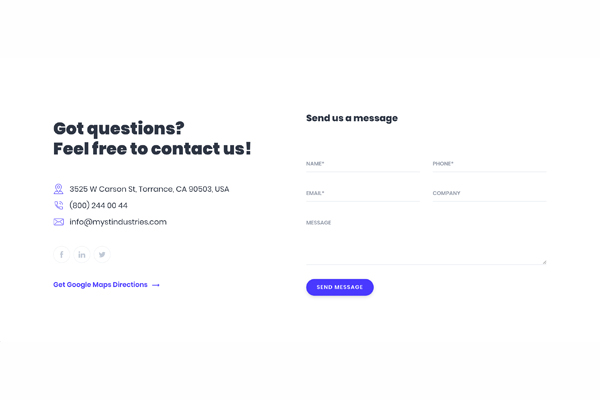 Got questions?
Feel free to contact us!
3525 W Carson St, Torrance, CA 90503, USA
(800) 244 00 44
info@mystindustries.com
Get Google Maps Directions →
Send us a message
NAME*
PHONE*
EMAIL*
COMPANY
MESSAGE
SEND MESSAGE